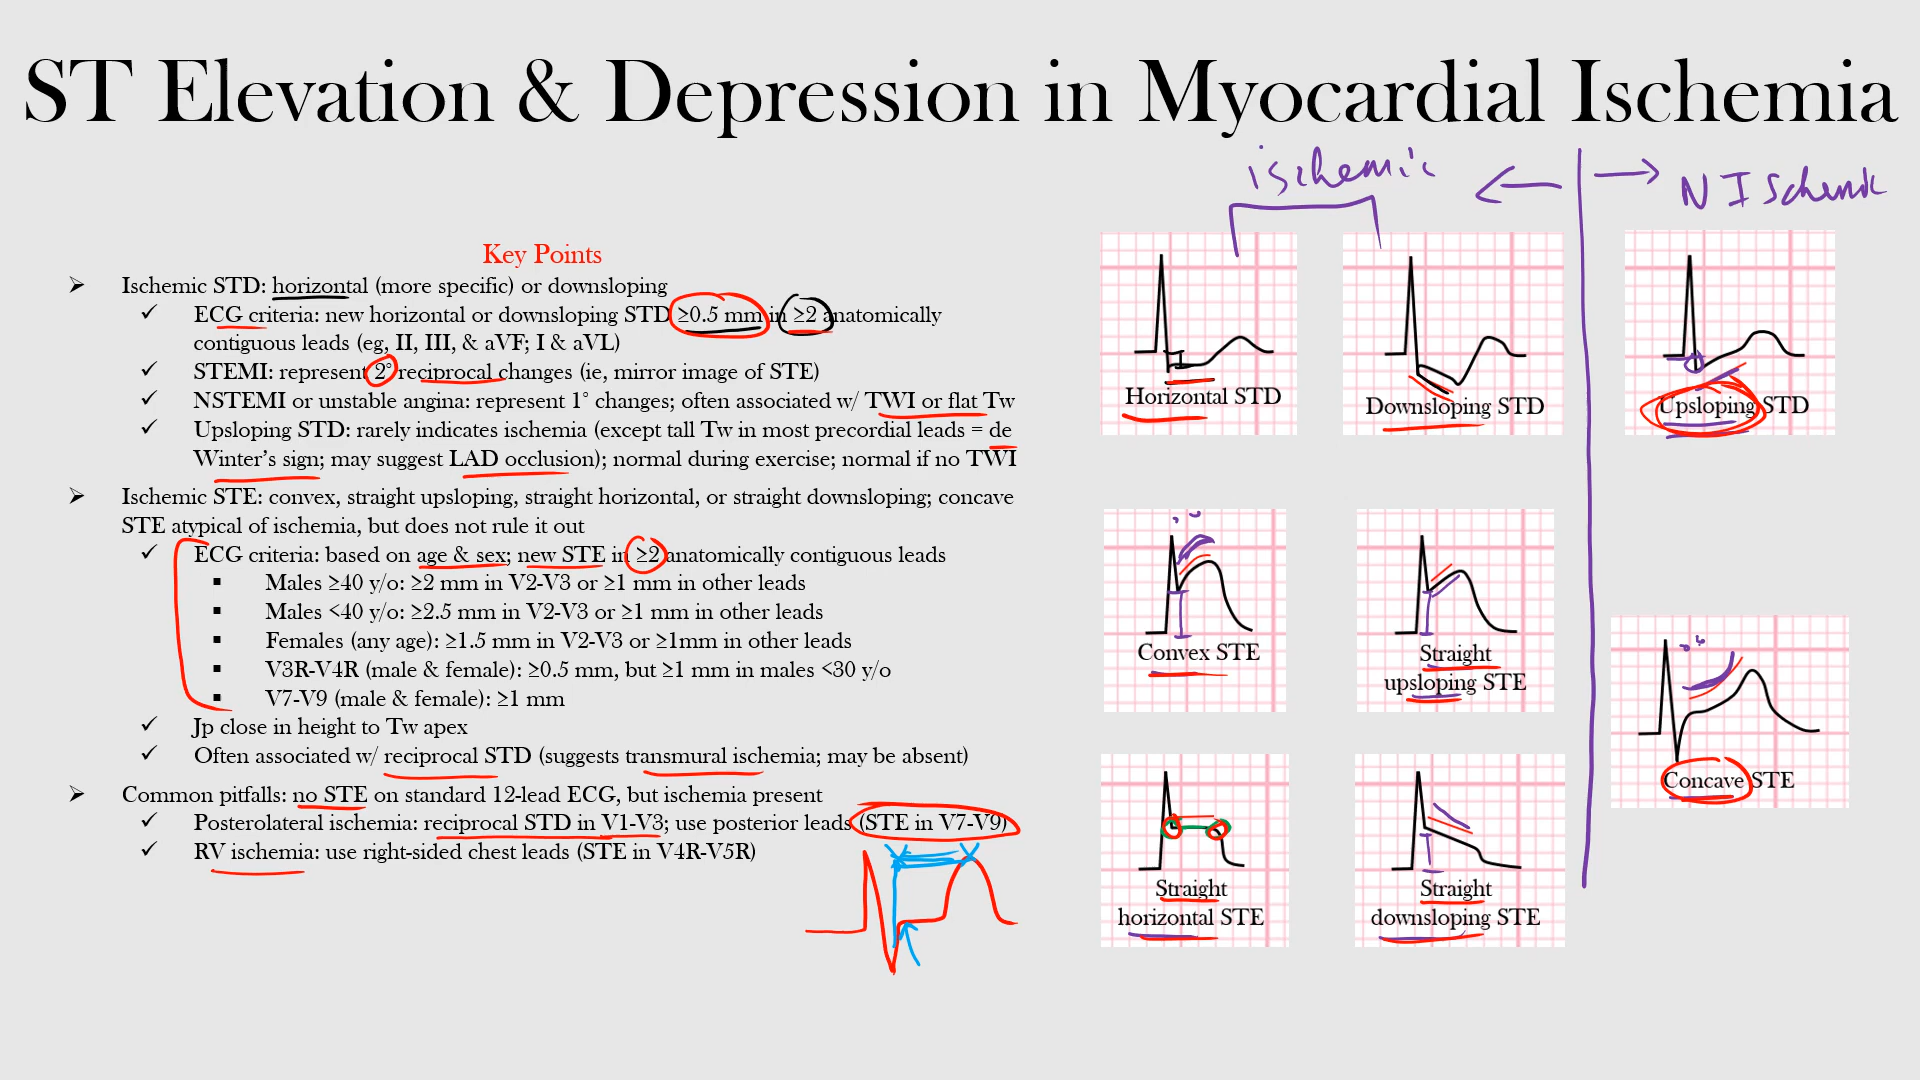 ST Elevation & Depression in Myocardial Ischemia
ischemic
NISchemic
Key Points
➢ Ischemic STD: horizontal (more specific) or downsloping
✓ ECG criteria: new horizontal or downsloping STD ≥0.5 mm in ≥2 anatomically
contiguous leads (eg, II, III, & aVF; I & aVL)
✓ STEMI: represent 2° reciprocal changes (ie, mirror image of STE)
✓ NSTEMI or unstable angina: represent 1° changes; often associated w/ TWI or flat Tw
✓ Upsloping STD: rarely indicates ischemia (except tall Tw in most precordial leads = de
Winter's sign; may suggest LAD occlusion); normal during exercise; normal if no TWI
➢ Ischemic STE: convex, straight upsloping, straight horizontal, or straight downsloping; concave
STE atypical of ischemia, but does not rule it out
✓ ECG criteria: based on age & sex; new STE in ≥2 anatomically contiguous leads
▪ Males ≥40 y/o: ≥2 mm in V2-V3 or ≥1 mm in other leads
▪ Males <40 y/o: ≥2.5 mm in V2-V3 or ≥1 mm in other leads
▪ Females (any age): ≥1.5 mm in V2-V3 or ≥1mm in other leads
▪ V3R-V4R (male & female): ≥0.5 mm, but ≥1 mm in males <30 y/o
▪ V7-V9 (male & female): ≥1 mm
✓ Jp close in height to Tw apex
✓ Often associated w/ reciprocal STD (suggests transmural ischemia; may be absent)
➢ Common pitfalls: no STE on standard 12-lead ECG, but ischemia present
✓ Posterolateral ischemia: reciprocal STD in V1-V3; use posterior leads (STE in V7-V9)
✓ RV ischemia: use right-sided chest leads (STE in V4R-V5R)
Horizontal STD
Downsloping STD
Upsloping STD
Convex STE
Straight
upsloping STE
Concave STE
Straight
horizontal STE
Straight
downsloping STE